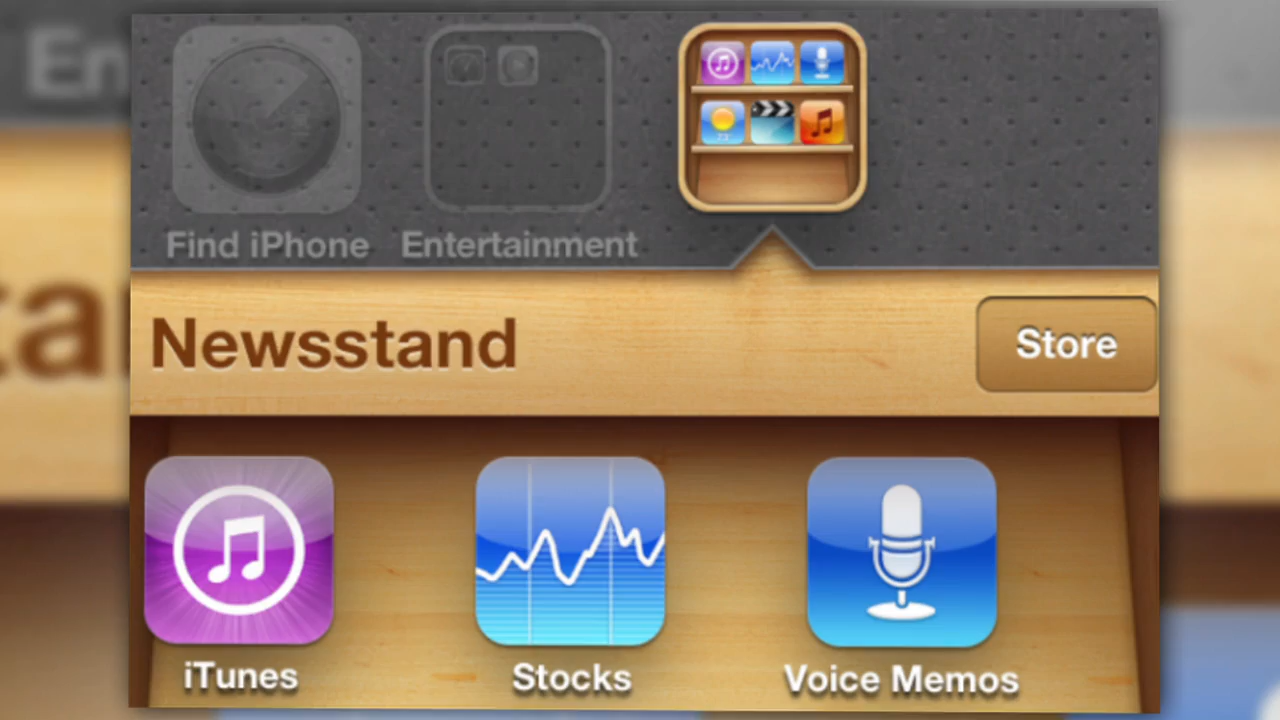 Find iPhone Entertainment
Newsstand
Store
iTunes Stocks Voice Memos